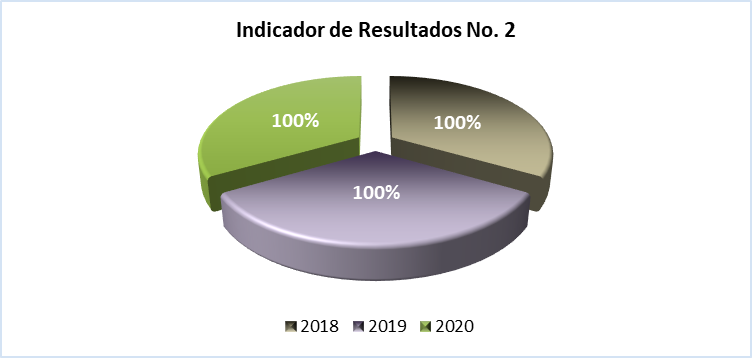 Indicador de Resultados No. 2
100% 100%
100%
2018 2019 2020